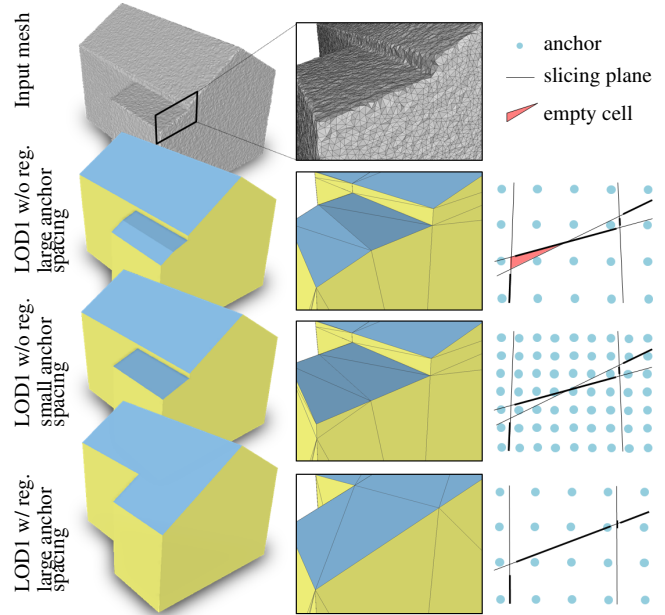 Input mesh
anchor
slicing plane
empty cell
LOD1 w/o reg.
large anchor
spacing
LOD1 w/o reg.
small anchor
spacing
LOD1 w/ reg.
large anchor
spacing